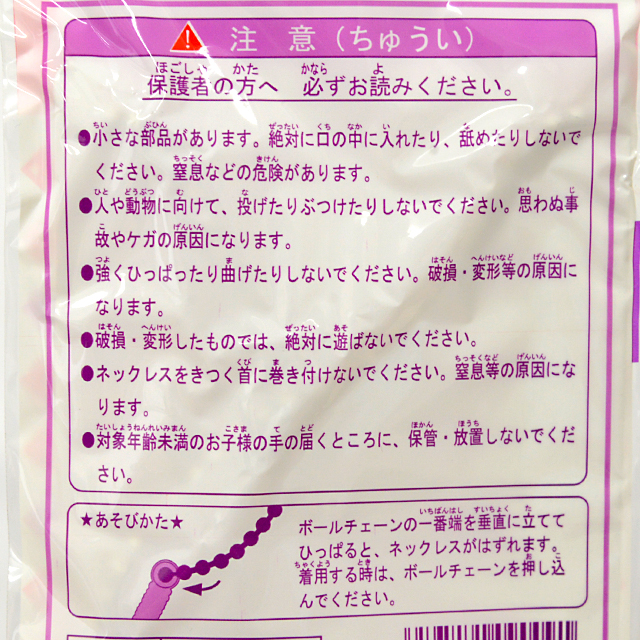 注 意（ちゅうい）
保護者の方へ 必ずお読みください。
●小さな部品があります。絶対に口の中に入れたり、舐めたりしないで
ください。窒息などの危険があります。
●人や動物に向けて、投げたりぶつけたりしないでください。思わぬ事
故やケガの原因になります。
●強くひっぱったり曲げたりしないでください。破損・変形等の原因に
なります。
●破損・変形したものでは、絶対に遊ばないでください。
●ネックレスをきつく首に巻き付けないでください。窒息等の原因にな
ります。
●対象年齢未満のお子様の手の届くところに、保管・放置しないでくだ
さい。
★あそびかた★
ボールチェーンの一番端を垂直に立てて
ひっぱると、ネックレスがはずれます。
着用する時は、ボールチェーンを押し込
んでください。